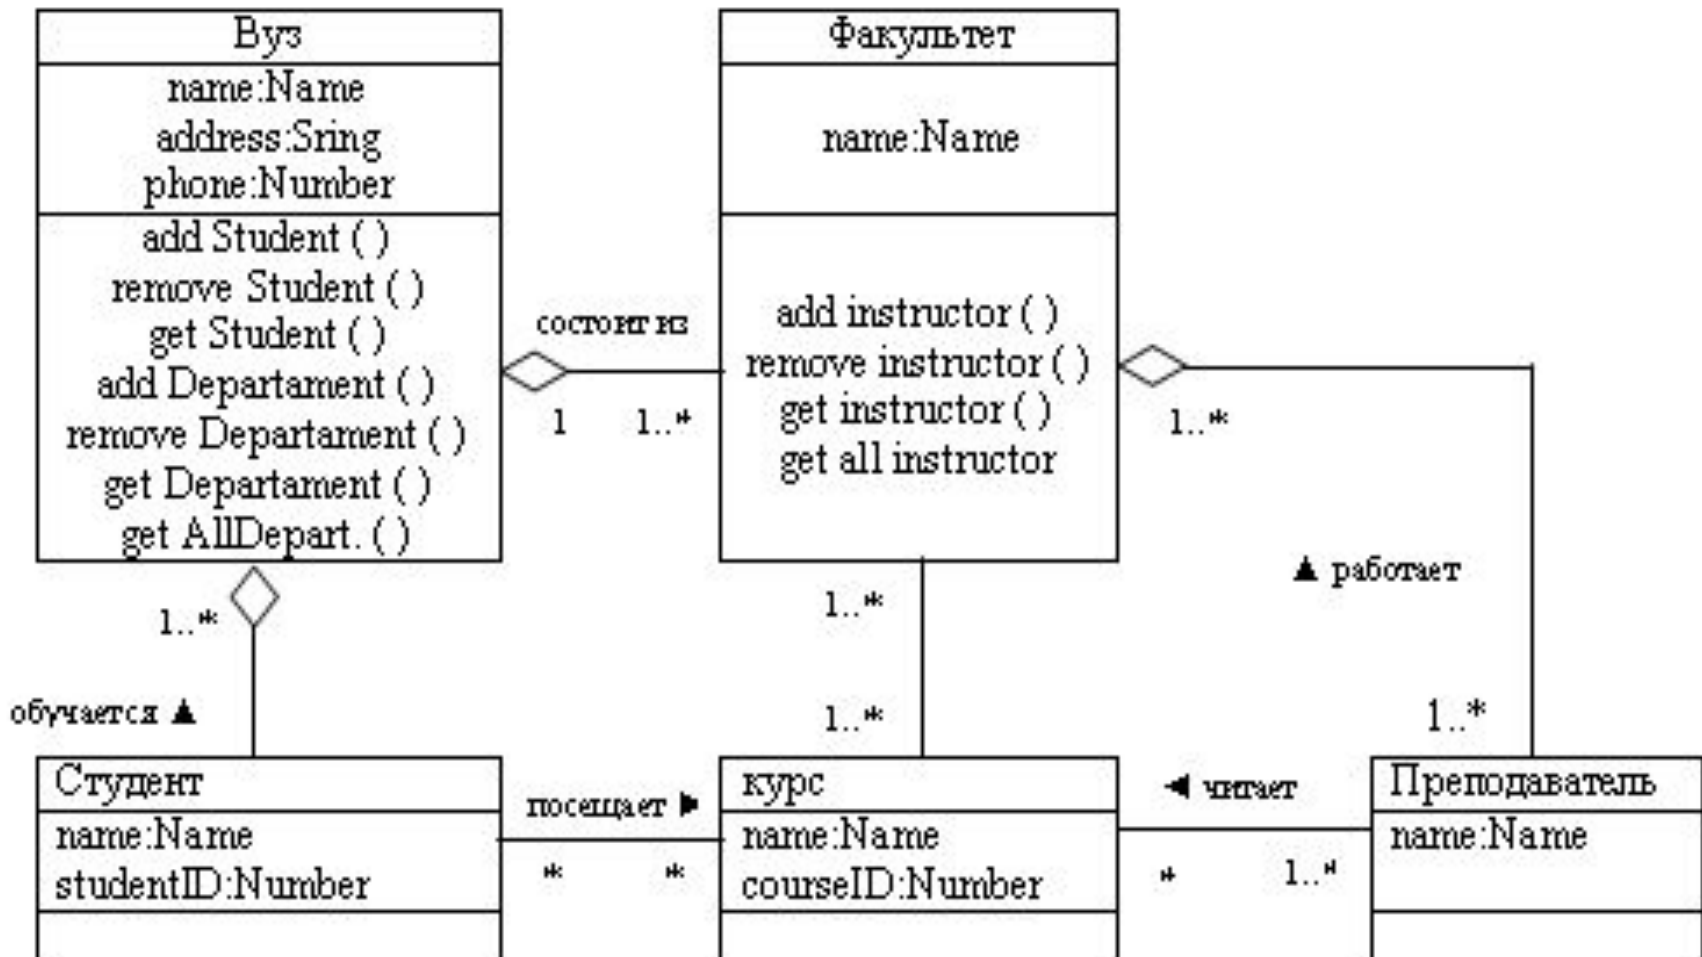 Вуз
name:Name
address:Sring
phone:Number
add Student ( )
remove Student ( )
get Student ( )
add Departament ( )
remove Departament ( )
get Departament ( )
get AllDepart. ( )
состоит из
1
1..*
Факультет
name:Name
add instructor ( )
remove instructor ( )
get instructor ( )
get all instructor
1..*
▲ работает
1..*
1..*
обучается ▲
1..*
1..*
Студент
name:Name
studentID:Number
посещает ►
*
*
курс
name:Name
courseID:Number
◄ читает
*
1..*
Преподаватель
name:Name